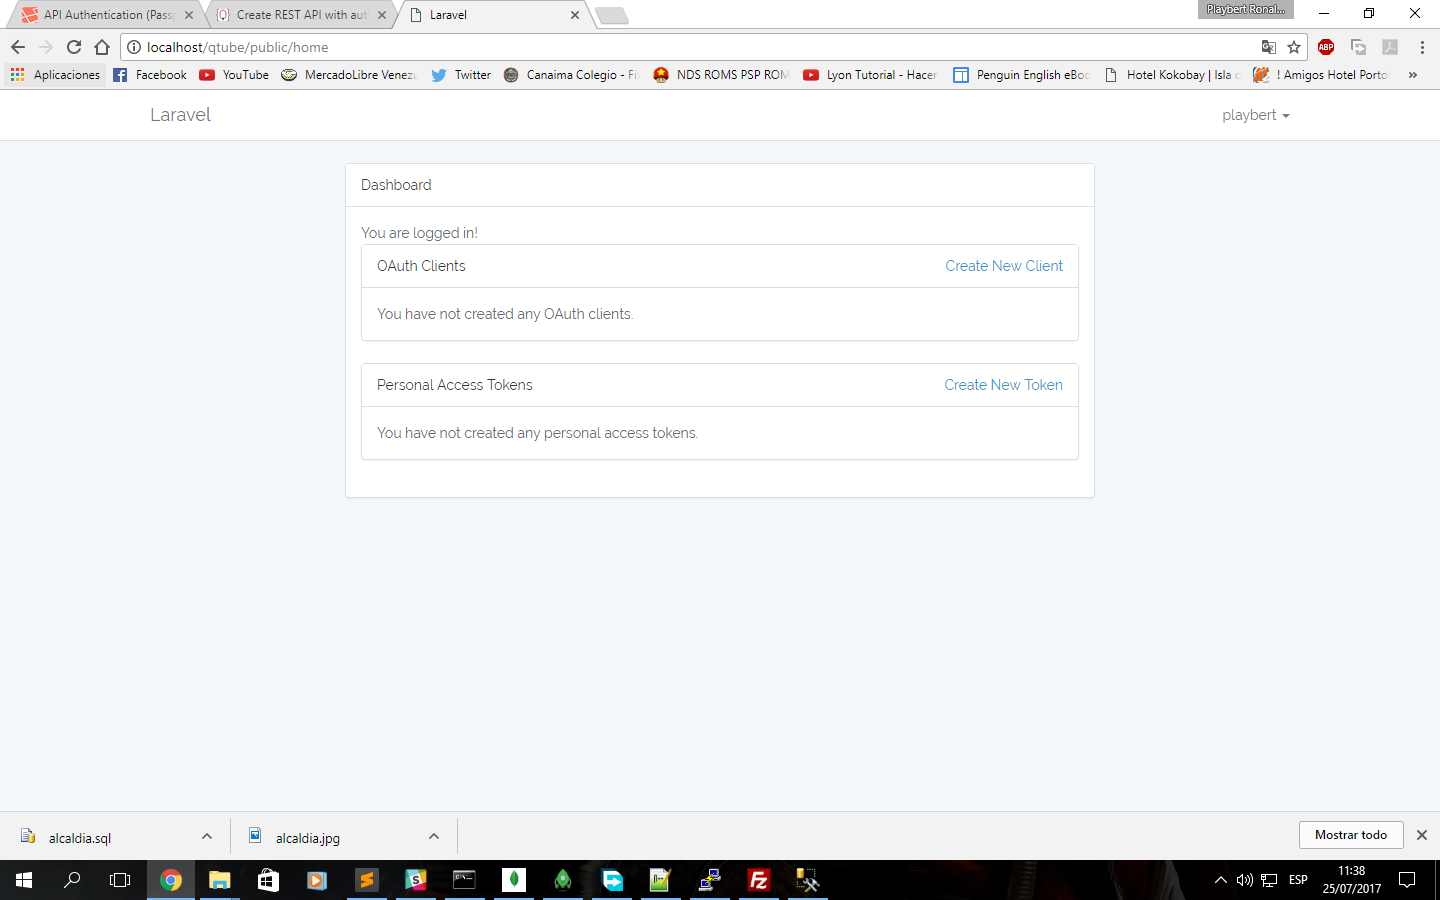 API Authentication (Pass
Create REST API with aut
Laravel
Playbert Ronal...
localhost/qtube/public/home
ABP
Aplicaciones
Facebook
YouTube
MercadoLibre Venezu
Twitter
Canaima Colegio - Fi
NDS ROMS PSP ROM
Lyon Tutorial - Hacer
Penguin English eBoo
Hotel Kokobay | Isla
! Amigos Hotel Porto
»
Laravel
playbert
Dashboard
You are logged in!
OAuth Clients
Create New Client
You have not created any OAuth clients.
Personal Access Tokens
Create New Token
You have not created any personal access tokens.
alcaldia.sql
alcaldia.jpg
Mostrar todo
ESP
11:38
25/07/2017